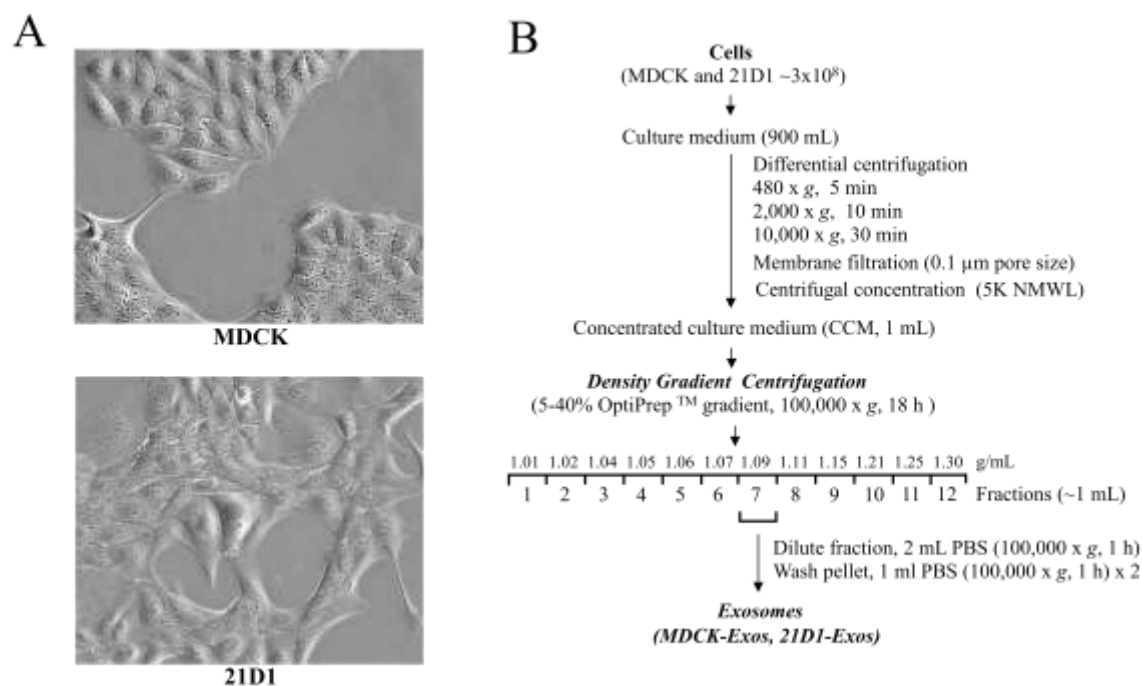 A
MDCK
21D1
B
Cells
(MDCK and 21D1 ~3x10⁸)
Culture medium (900 mL)
Differential centrifugation
480 x g, 5 min
2,000 x g, 10 min
10,000 x g, 30 min
Membrane filtration (0.1 μm pore size)
Centrifugal concentration (5K NMWL)
Concentrated culture medium (CCM, 1 mL)
Density Gradient Centrifugation
(5-40% OptiPrep ™ gradient, 100,000 x g, 18 h )
1.01 1.02 1.04 1.05 1.06 1.07 1.09 1.11 1.15 1.21 1.25 1.30 g/mL
1 2 3 4 5 6 7 8 9 10 11 12 Fractions (~1 mL)
Dilute fraction, 2 mL PBS (100,000 x g, 1 h)
Wash pellet, 1 ml PBS (100,000 x g, 1 h) x 2
Exosomes
(MDCK-Exos, 21D1-Exos)